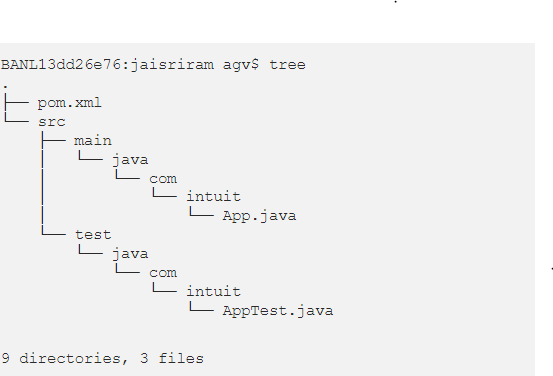 BANL13dd26e76:jaisriram agv$ tree
.
├── pom.xml
└── src
    ├── main
    │   └── java
    │       └── com
    │           └── intuit
    │               └── App.java
    └── test
        └── java
            └── com
                └── intuit
                    └── AppTest.java
9 directories, 3 files